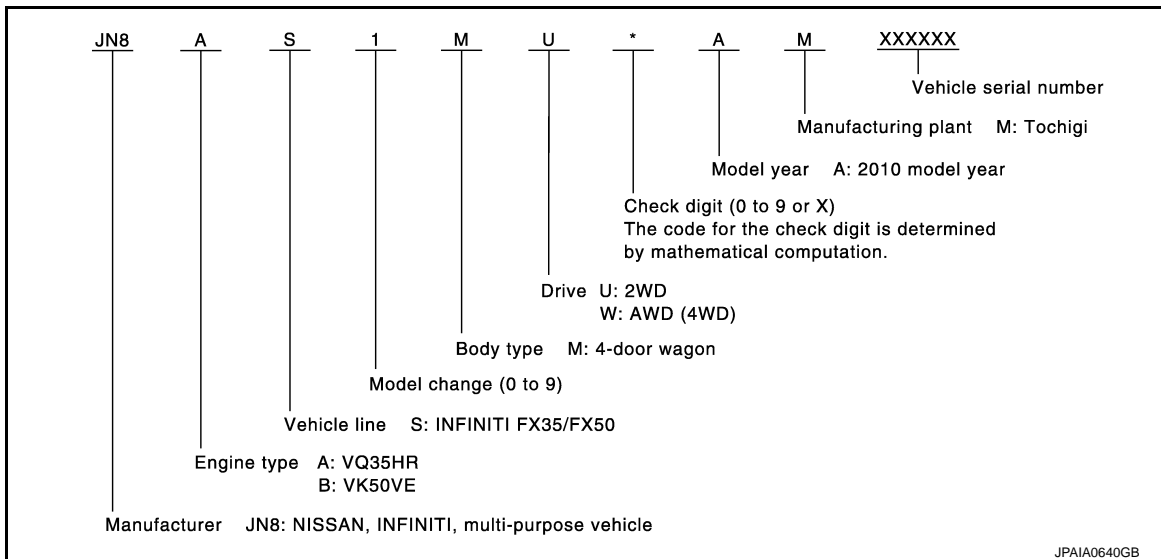 JN8 A S 1 M U * A M XXXXXX
Vehicle serial number
Manufacturing plant M: Tochigi
Model year A: 2010 model year
Check digit (0 to 9 or X)
The code for the check digit is determined
by mathematical computation.
Drive U: 2WD
W: AWD (4WD)
Body type M: 4-door wagon
Model change (0 to 9)
Vehicle line S: INFINITI FX35/FX50
Engine type A: VQ35HR
B: VK50VE
Manufacturer JN8: NISSAN, INFINITI, multi-purpose vehicle
JPAIA0640GB